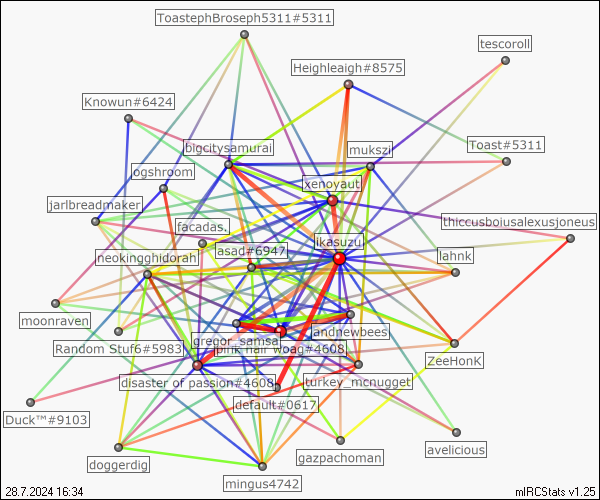 ToastephBroseph5311#5311
tescoroll
Heighleaigh#8575
Knowun#6424
bigcitysamurai
mukszi
Toast#5311
ogshroom
xenoyaut
jarlbreadmaker
thiccusbojusalexusjoneus
facadas.
ikasuzu
asad#6947
lahnk
neokingghidorah
moonraven
jandnewbees
gregor_samsa
Random Stuf6#5983
pink hair woag#4608
ZeeHonK
disaster of passion#4608
turkey_mcnugget
default#0617
Duck™#9103
avelicious
gazpachoman
doggerdig
mingus4742
28.7.2024 16:34
mIRCStats v1.25